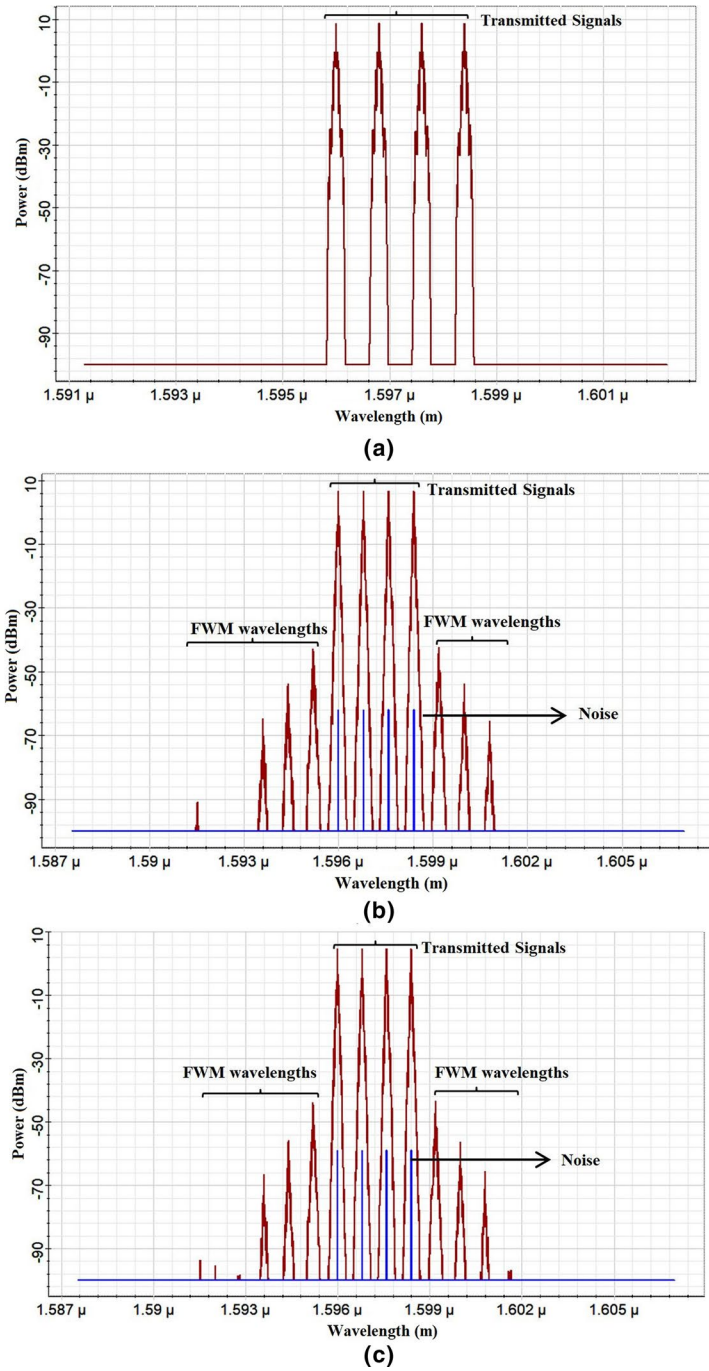 Transmitted Signals
10
-10
-30
-50
-70
-90
Power (dBm)
1.591 µ 1.593 µ 1.595 µ 1.597 µ 1.599 µ 1.601 µ
Wavelength (m)
(a)
Transmitted Signals
FWM wavelengths
FWM wavelengths
Noise
10
-10
-30
-50
-70
-90
Power (dBm)
1.587 µ 1.59 µ 1.593 µ 1.596 µ 1.599 µ 1.602 µ 1.605 µ
Wavelength (m)
(b)
Transmitted Signals
FWM wavelengths
FWM wavelengths
Noise
10
-10
-30
-50
-70
-90
Power (dBm)
1.587 µ 1.59 µ 1.593 µ 1.596 µ 1.599 µ 1.602 µ 1.605 µ
Wavelength (m)
(c)